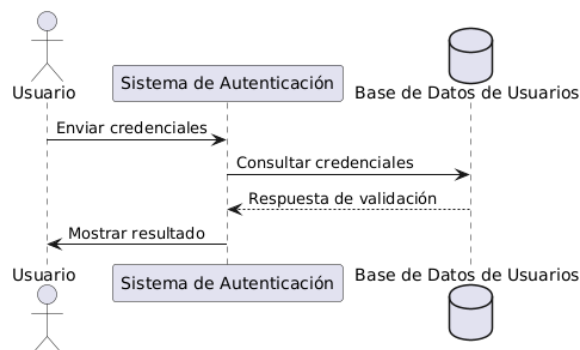 Usuario
Sistema de Autenticación
Base de Datos de Usuarios
Enviar credenciales
Consultar credenciales
Respuesta de validación
Mostrar resultado
Usuario
Sistema de Autenticación
Base de Datos de Usuarios